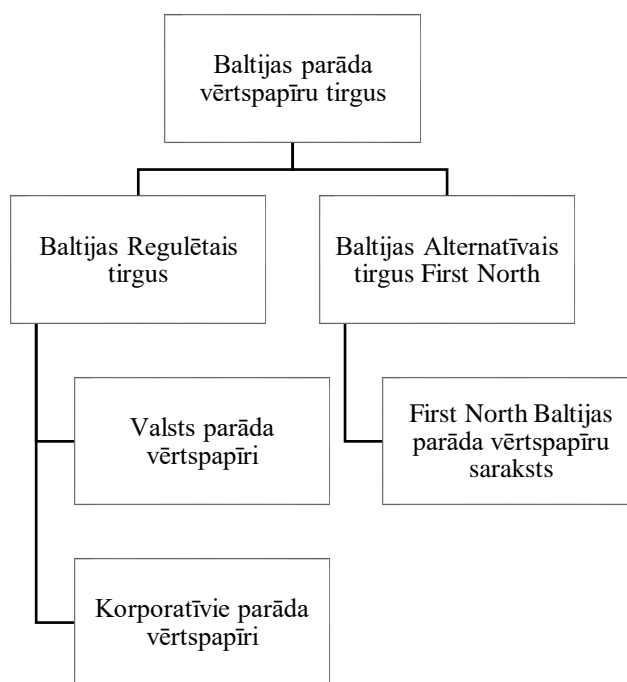 Baltijas parāda
vērtspapīru tirgus
Baltijas Regulētais
tirgus
Baltijas Alternatīvais
tirgus First North
Valsts parāda
vērtspapīri
First North Baltijas
parāda vērtspapīru
saraksts
Korporatīvie parāda
vērtspapīri